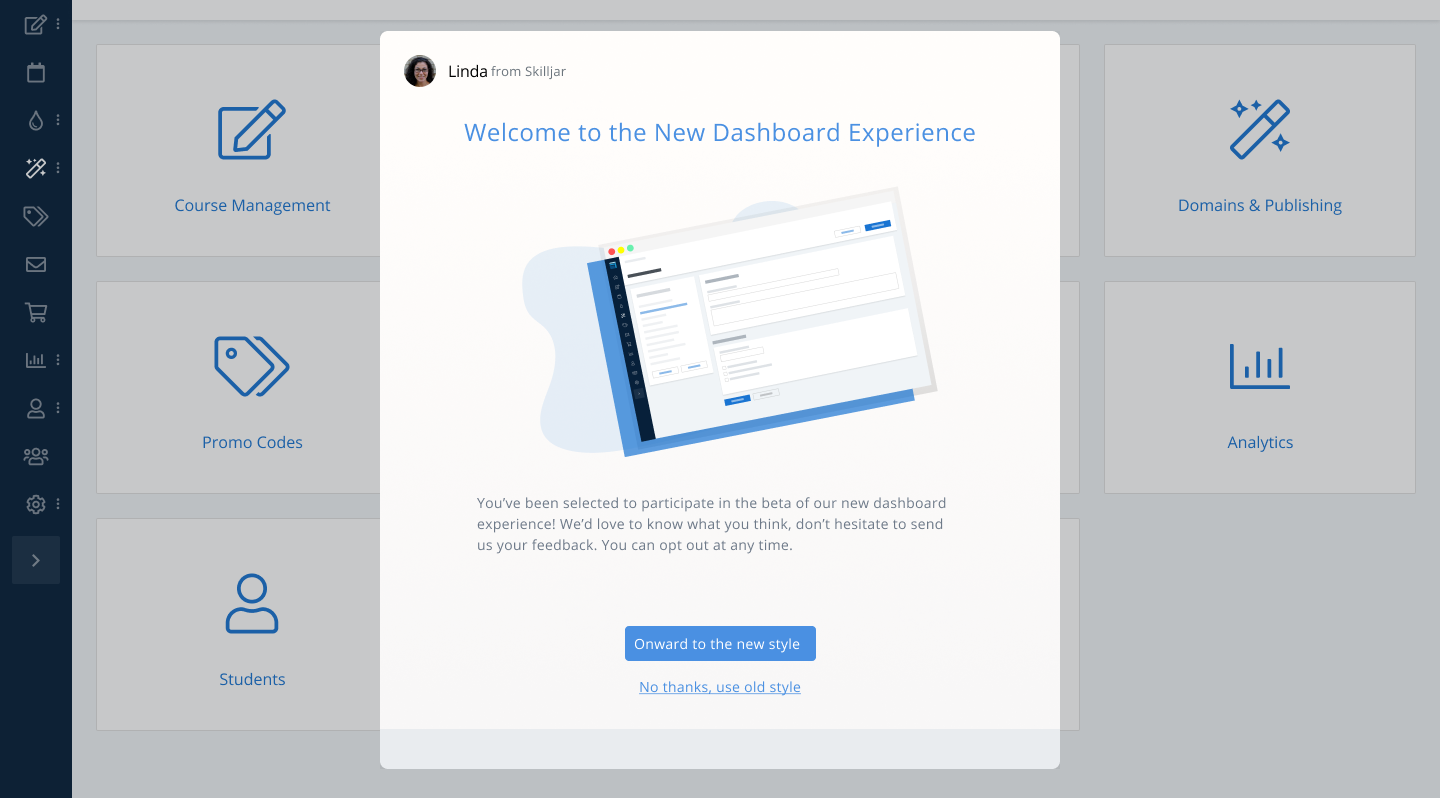 Linda from Skilljar
Welcome to the New Dashboard Experience
You’ve been selected to participate in the beta of our new dashboard
experience! We’d love to know what you think, don’t hesitate to send
us your feedback. You can opt out at any time.
Onward to the new style
No thanks, use old style
Course Management
Domains & Publishing
Promo Codes
Analytics
Students